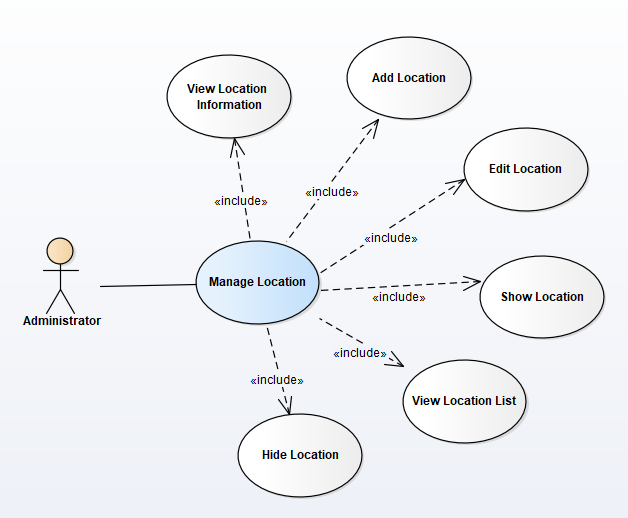 View Location
Information
Add Location
Edit Location
«include»
«include»
«include»
Manage Location
Show Location
«include»
Administrator
«include»
«include»
View Location List
Hide Location